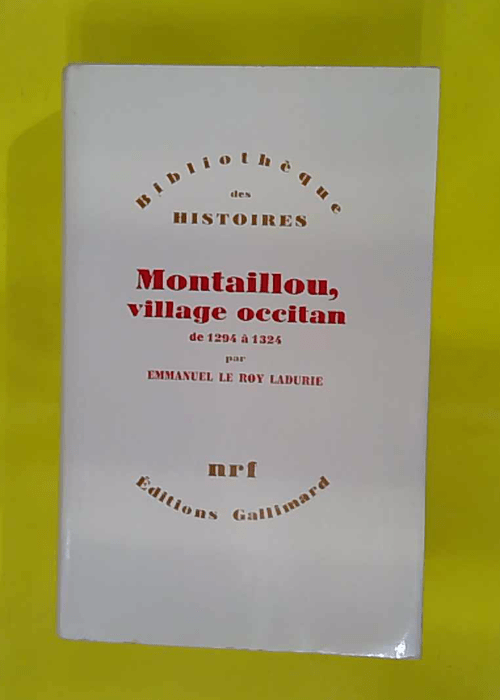 Bibliothèque
des
HISTOIRES
Montaillou,
village occitan
de 1294 à 1324
par
EMMANUEL LE ROY LADURIE
nrf
Éditions Gallimard